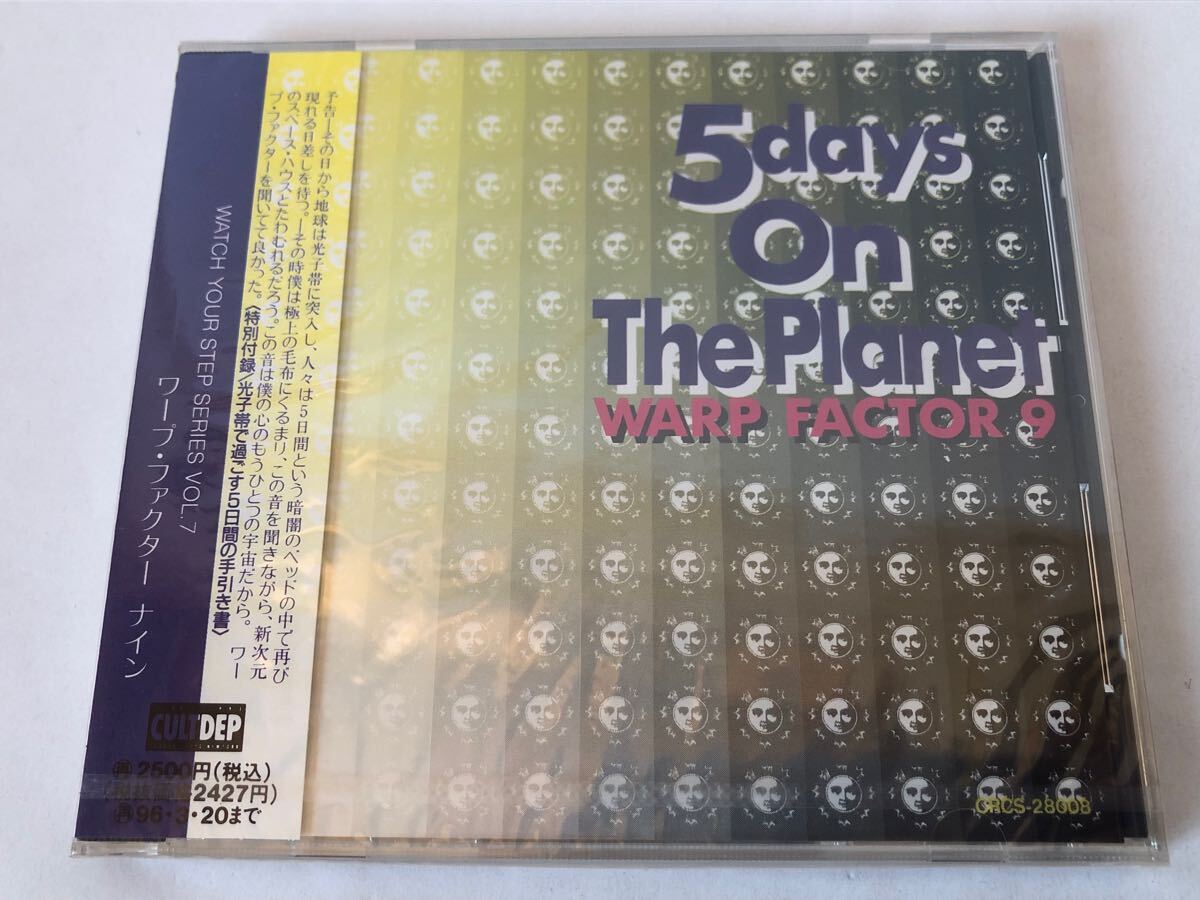 5days
On
The Planet
WARP FACTOR 9
予告—その日から地球は光子帯に突入し、人々は5日間という暗闇のベッドの中で再び
現れる日差しを待つ。—その時僕は極上の毛布にくるまり、この音を聞きながら、新次元
のスペース・ハウスとたわむれるだろう。この音は僕の心のもうひとつの宇宙だから。 ワー
プ・ファクターを聞いてて良かった。〈特別付録/光子帯で過ごす5日間の手引き書〉
WATCH YOUR STEP SERIES VOL.7
ワープ・ファクター ナイン
CULTDEP
2500円(税込)
(税抜価格2427円)
再96・3・20まで
CRCS-28008